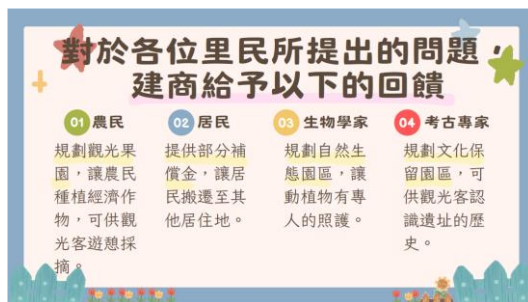 對於各位里民所提出的問題，
建商給予以下的回饋
01 農民
規劃觀光果
園，讓農民
種植經濟作
物，可供觀
光客遊憩採
摘。
02 居民
提供部分補
償金，讓居
民搬遷至其
他居住地。
03 生物學家
規劃自然生
態園區，讓
動植物有專
人的照護。
04 考古專家
規劃文化保
留園區，可
供觀光客認
識遺址的歷
史。